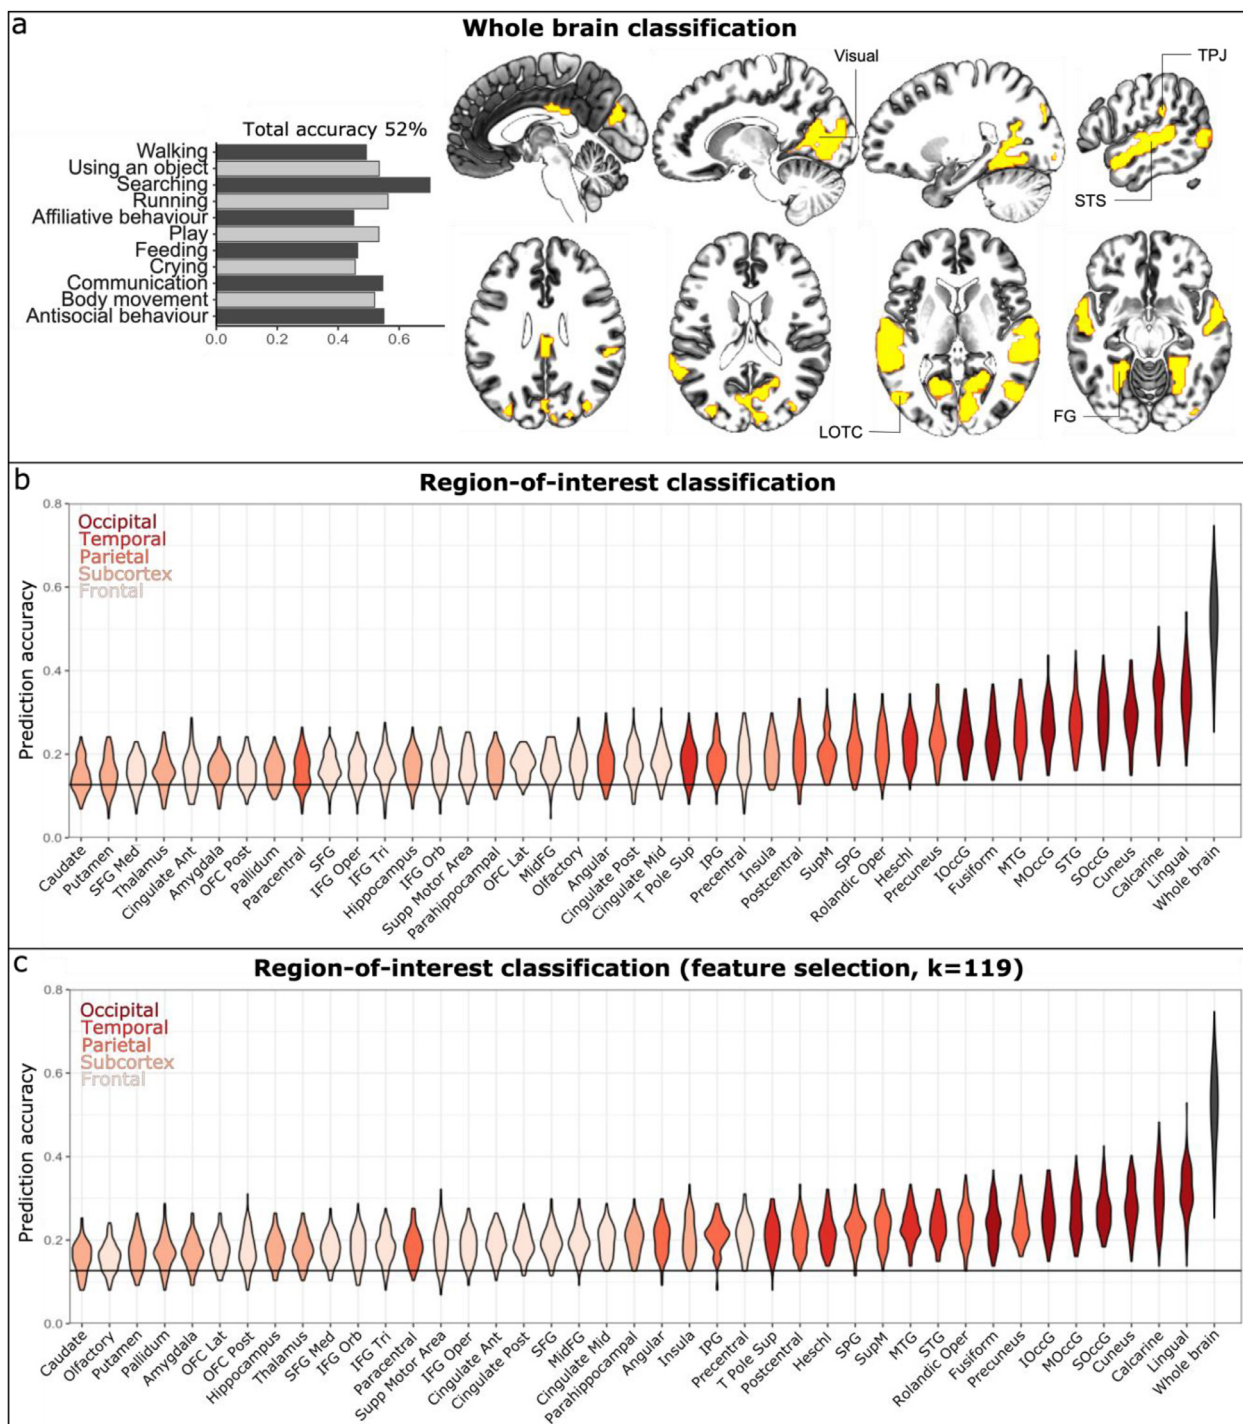 a
Whole brain classification
Visual
TPJ
Total accuracy 52%
Walking
Using an object
Searching
Running
Affiliative behaviour
Play
Feeding
Crying
Communication
Body movement
Antisocial behaviour
0.0 0.2 0.4 0.6
STS
LOTC
FG
b
Region-of-interest classification
Occipital
Temporal
Parietal
Subcortex
Frontal
Prediction accuracy
0.8
0.6
0.4
0.2
0.0
Caudate
Putamen
SFG Med
Thalamus
Cingulate Ant
Amygdala
OFC Post
Pallidum
Paracentral
SFG
IFG Oper
IFG Tri
Hippocampus
IFG Orb
Supp Motor Area
Parahippocampal
OFC Lat
MidFG
Olfactory
Angular
Cingulate Post
Cingulate Mid
T Pole Sup
IPG
Precentral
Insula
Postcentral
SupM
SPG
Rolandic Oper
Heschl
Precuneus
IOccG
Fusiform
MTG
MOccG
STG
SOccG
Cuneus
Calcarine
Lingual
Whole brain
c
Region-of-interest classification (feature selection, k=119)
Occipital
Temporal
Parietal
Subcortex
Frontal
Prediction accuracy
0.8
0.6
0.4
0.2
0.0
Caudate
Olfactory
Putamen
Pallidum
Amygdala
OFC Lat
OFC Post
Hippocampus
Thalamus
SFG Med
IFG Orb
IFG Tri
Paracentral
Supp Motor Area
IFG Oper
Cingulate Ant
Cingulate Post
SFG
MidFG
Cingulate Mid
Parahippocampal
Angular
Insula
IPG
Precentral
T Pole Sup
Postcentral
Heschl
SPG
SupM
MTG
STG
Rolandic Oper
Fusiform
Precuneus
IOccG
MOccG
SOccG
Cuneus
Calcarine
Lingual
Whole brain